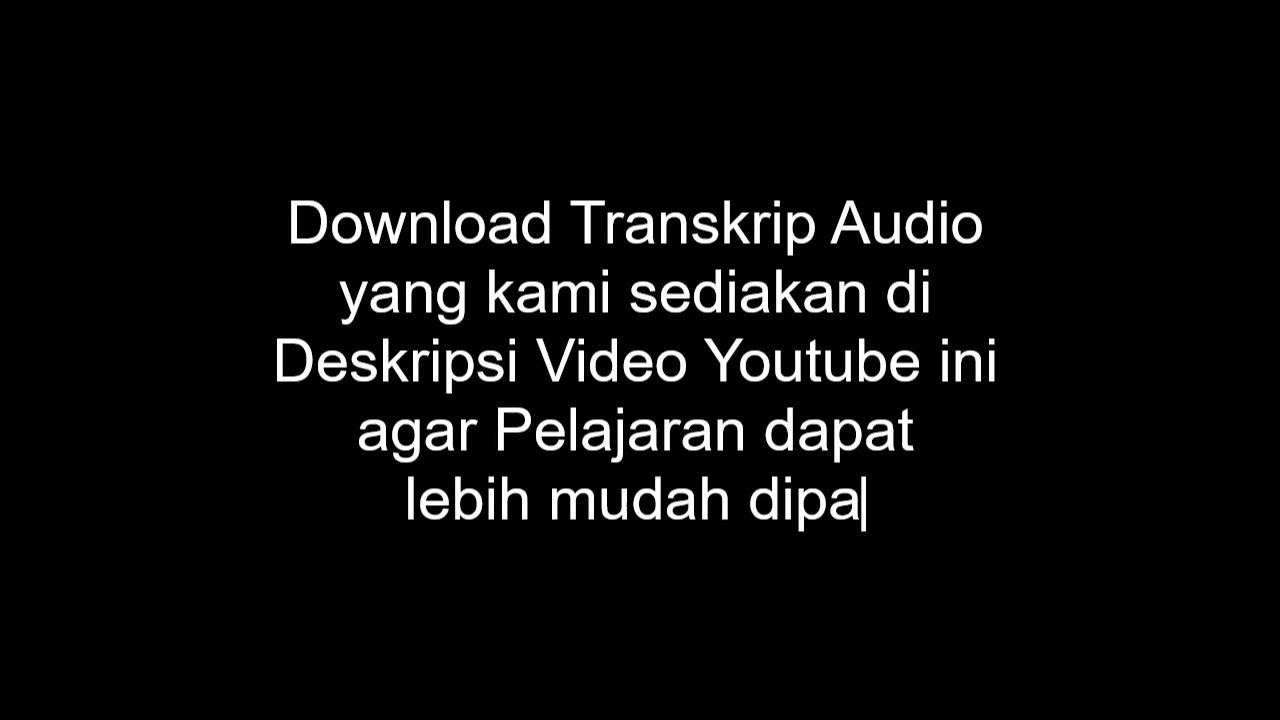 Download Transkrip Audio
yang kami sediakan di
Deskripsi Video Youtube ini
agar Pelajaran dapat
lebih mudah dipa